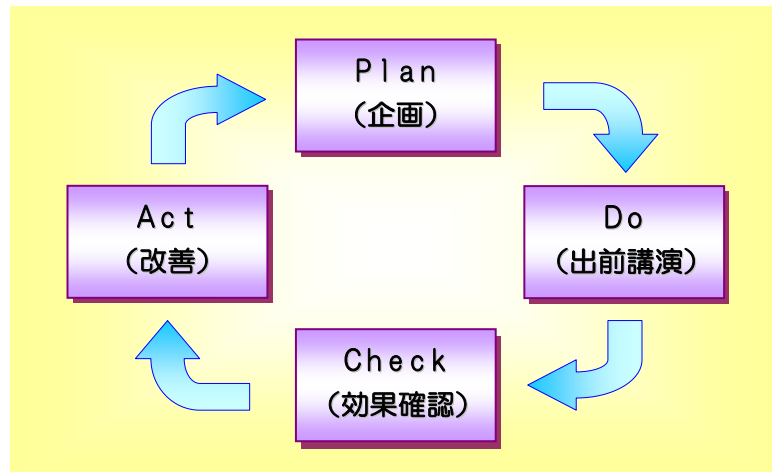 Plan
（企画）
Do
（出前講演）
Check
（効果確認）
Act
（改善）